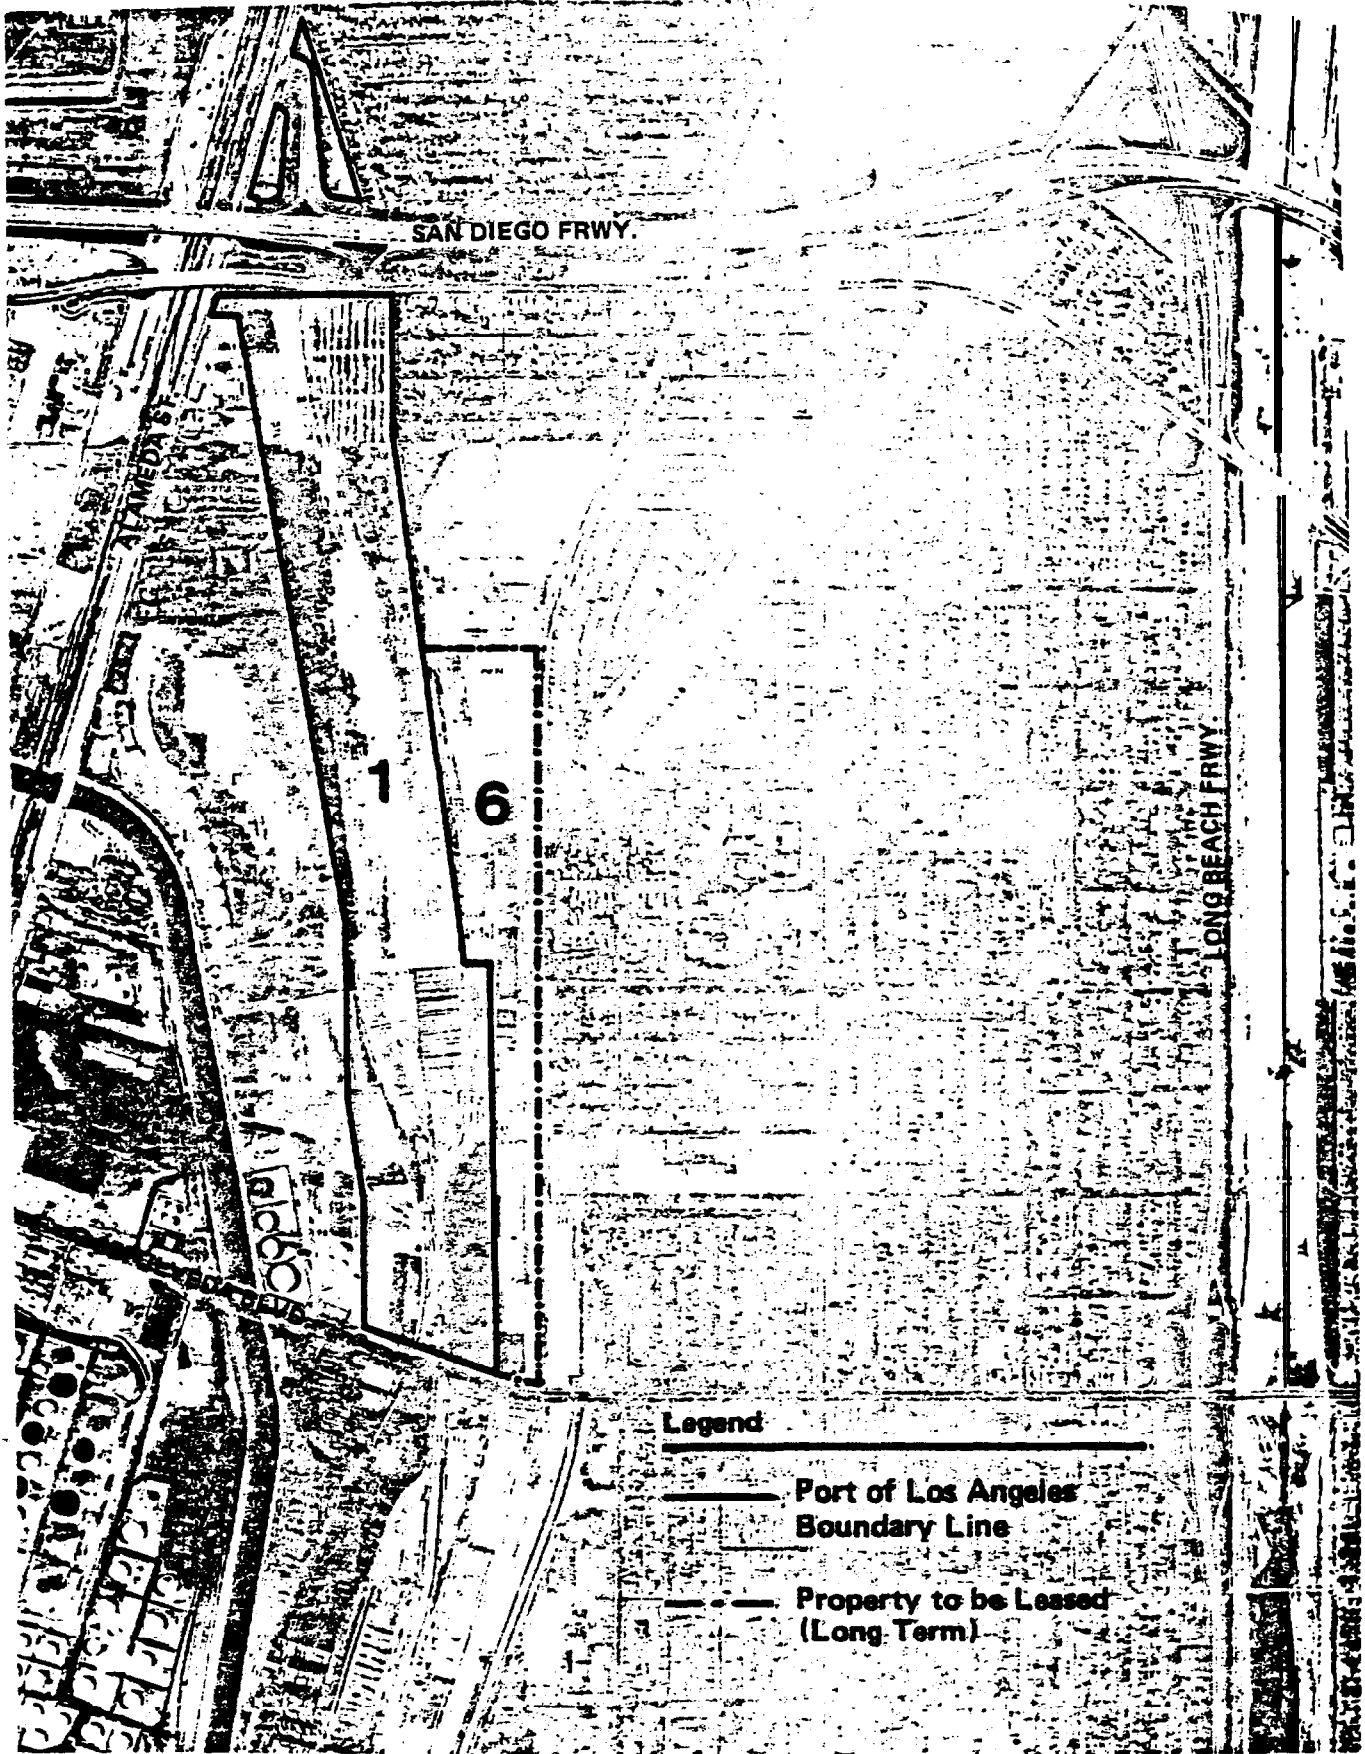 SAN DIEGO FRWY.
ALAMEDA ST.
1
6
LONG BEACH FRWY.
Legend
Port of Los Angeles
Boundary Line
Property to be Leased
(Long Term)